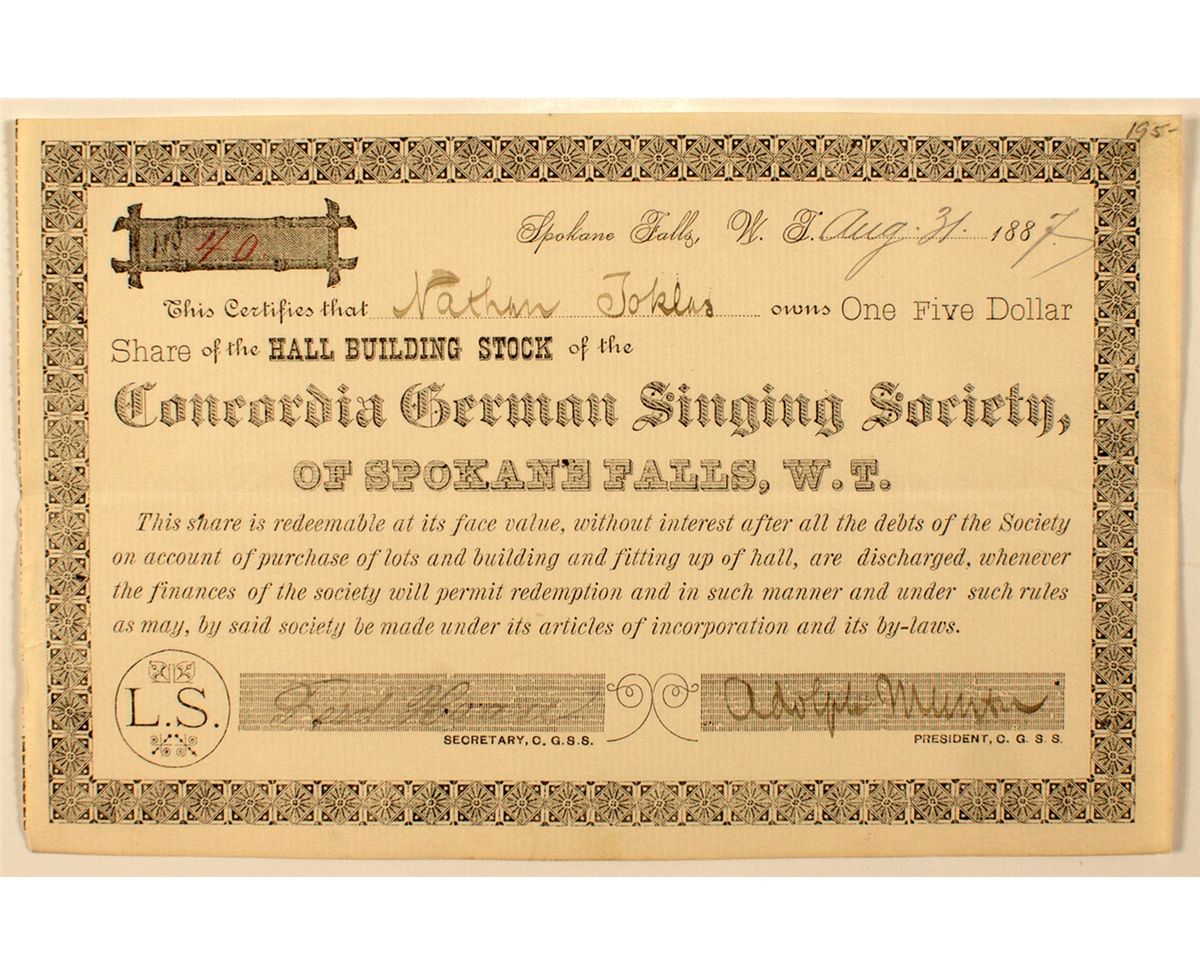 195-
No 40
Spokane Falls, W. T. Aug. 31. 1887.
This Certifies that Nathan Toklas owns One Five Dollar
Share of the HALL BUILDING STOCK of the
Concordia German Singing Society,
OF SPOKANE FALLS, W.T.
This share is redeemable at its face value, without interest after all the debts of the Society
on account of purchase of lots and building and fitting up of hall, are discharged, whenever
the finances of the society will permit redemption and in such manner and under such rules
as may, by said society be made under its articles of incorporation and its by-laws.
L.S. Ferd Adolph
SECRETARY, C. G. S. S. PRESIDENT, C. G. S. S.